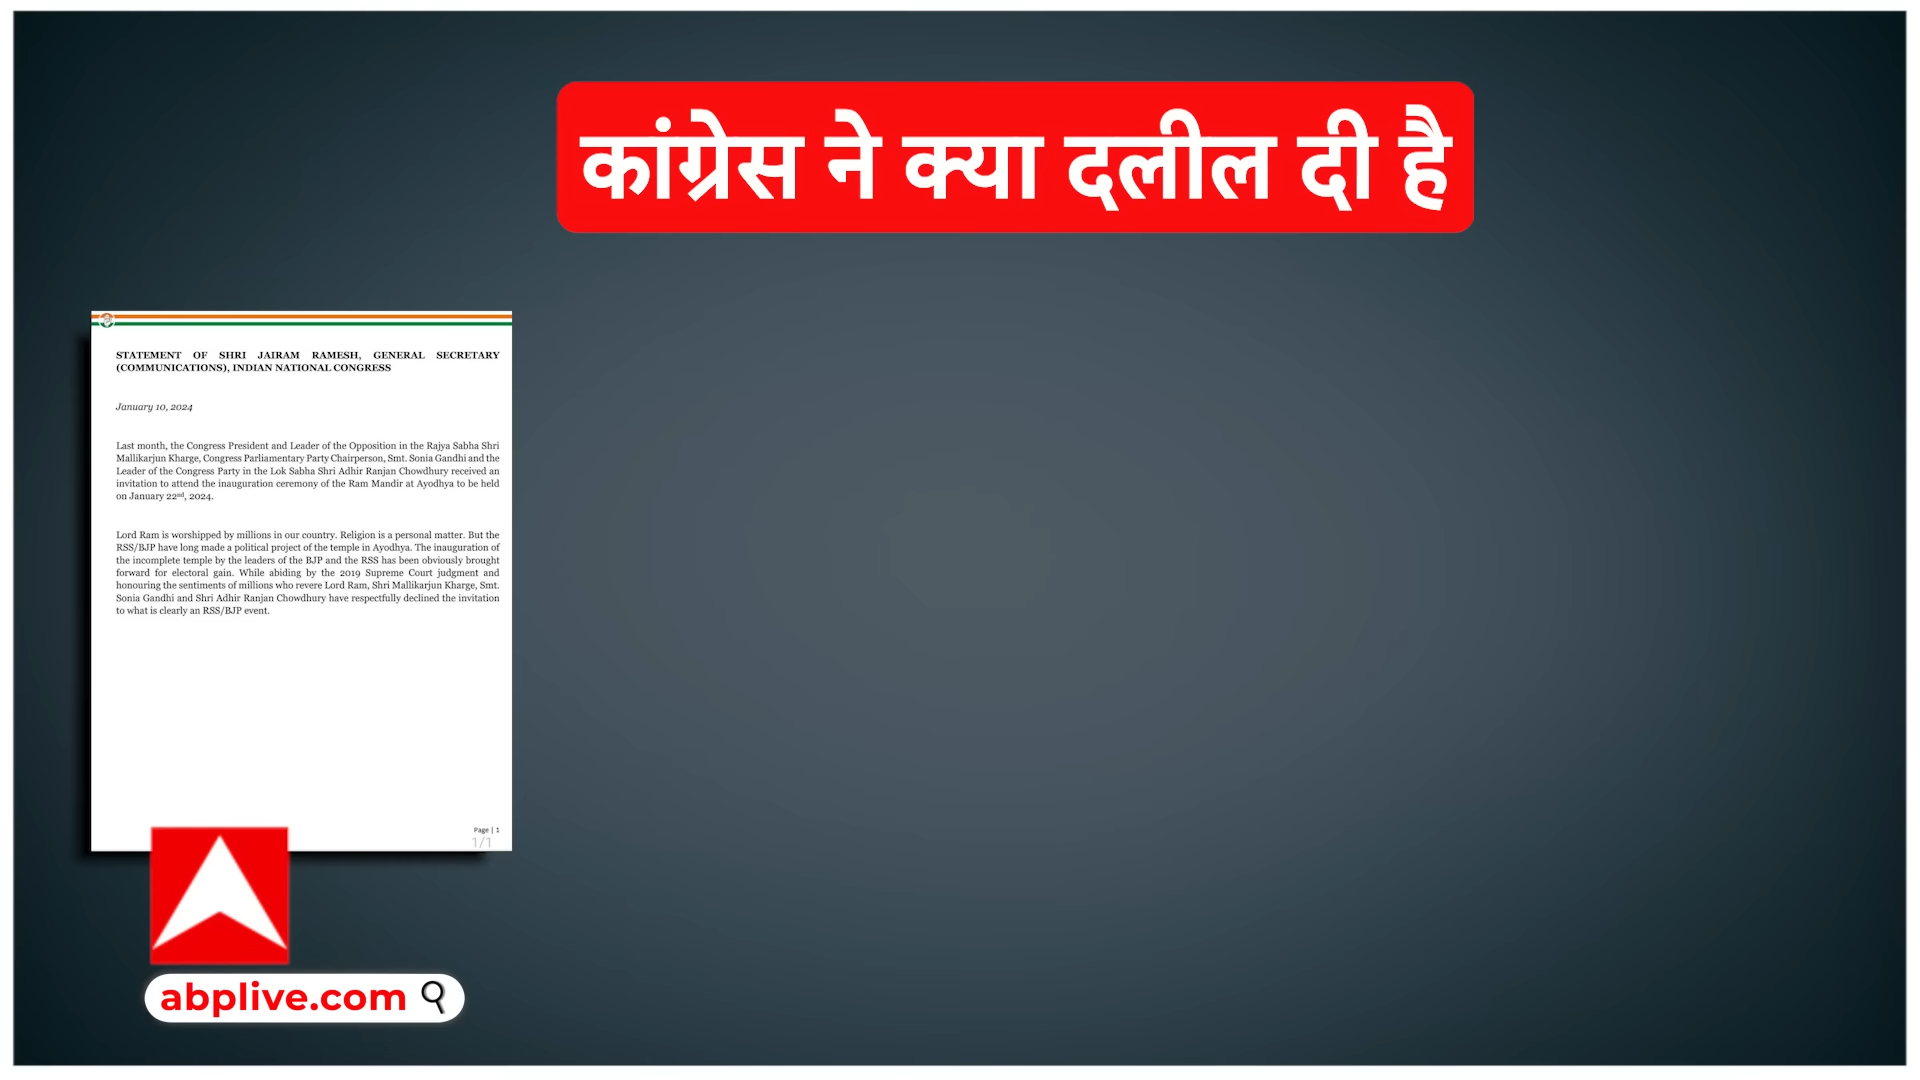 कांग्रेस ने क्या दलील दी है
STATEMENT OF SHRI JAIRAM RAMESH, GENERAL SECRETARY
(COMMUNICATIONS), INDIAN NATIONAL CONGRESS
January 10, 2024
Last month, the Congress President and Leader of the Opposition in the Rajya Sabha Shri
Mallikarjun Kharge, Congress Parliamentary Party Chairperson, Smt. Sonia Gandhi and the
Leader of the Congress Party in the Lok Sabha Shri Adhir Ranjan Chowdhury received an
invitation to attend the inauguration ceremony of the Ram Mandir at Ayodhya to be held
on January 22nd, 2024.
Lord Ram is worshipped by millions in our country. Religion is a personal matter. But the
RSS/BJP have long made a political project of the temple in Ayodhya. The inauguration of
the incomplete temple by the leaders of the BJP and the RSS has been obviously brought
forward for electoral gain. While abiding by the 2019 Supreme Court judgment and
honouring the sentiments of millions who revere Lord Ram, Shri Mallikarjun Kharge, Smt.
Sonia Gandhi and Shri Adhir Ranjan Chowdhury have respectfully declined the invitation
to what is clearly an RSS/BJP event.
Page | 1
1/1
abplive.com